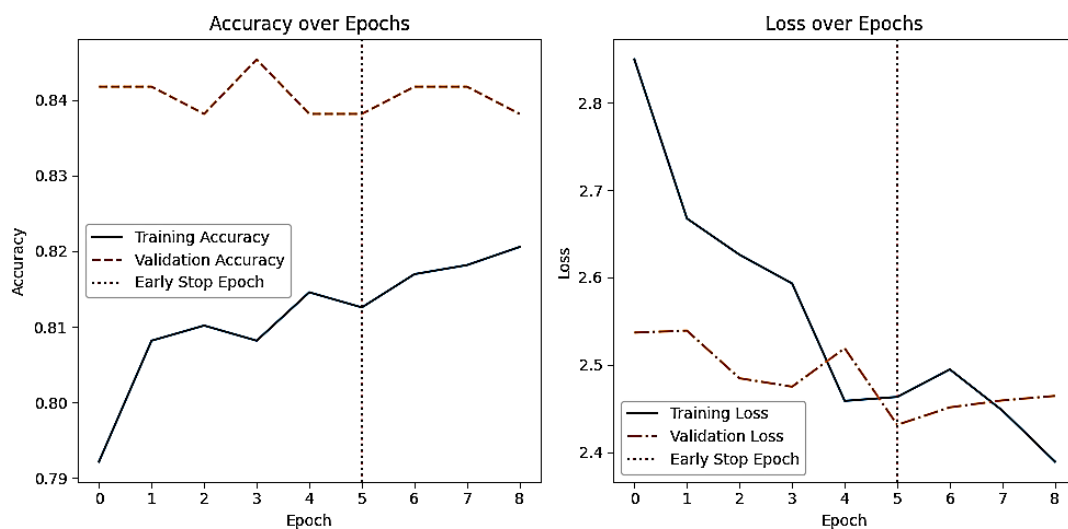 Accuracy over Epochs
0.84
0.83
0.82
0.81
0.80
0.79
Accuracy
Training Accuracy
Validation Accuracy
Early Stop Epoch
0 1 2 3 4 5 6 7 8
Epoch
Loss over Epochs
2.8
2.7
2.6
2.5
2.4
Loss
Training Loss
Validation Loss
Early Stop Epoch
0 1 2 3 4 5 6 7 8
Epoch